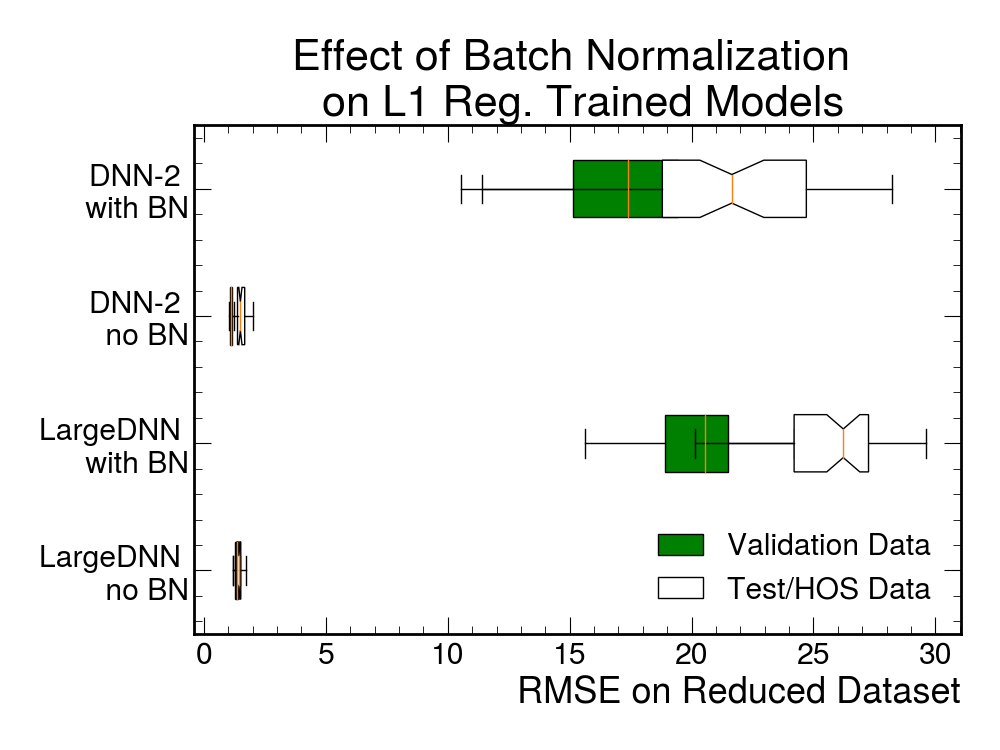 Effect of Batch Normalization
on L1 Reg. Trained Models
DNN-2
with BN
DNN-2
no BN
LargeDNN
with BN
LargeDNN
no BN
Validation Data
Test/HOS Data
0 5 10 15 20 25 30
RMSE on Reduced Dataset